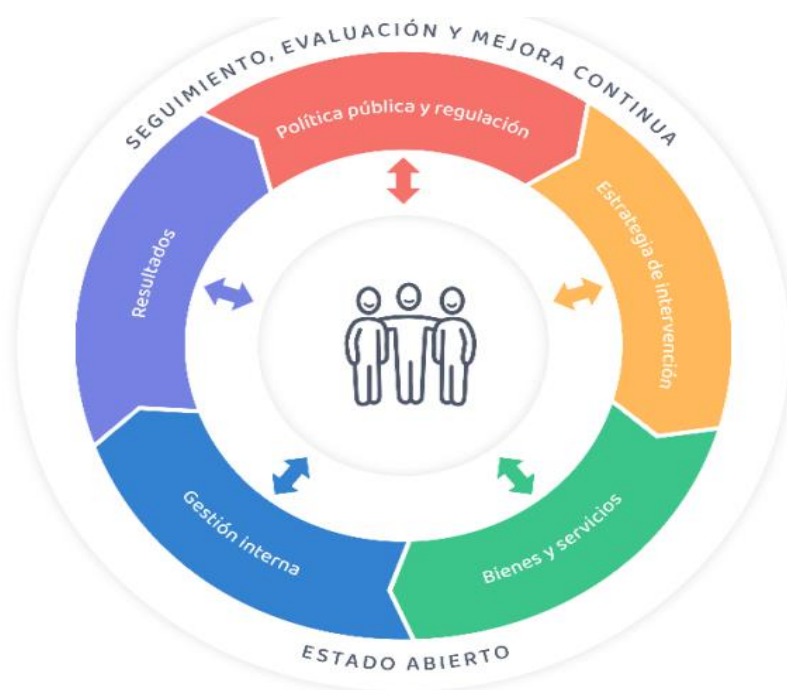 SEGUIMIENTO, EVALUACIÓN Y MEJORA CONTINUA
Política pública y regulación
Estrategia de intervención
Bienes y servicios
Gestión interna
Resultados
ESTADO ABIERTO